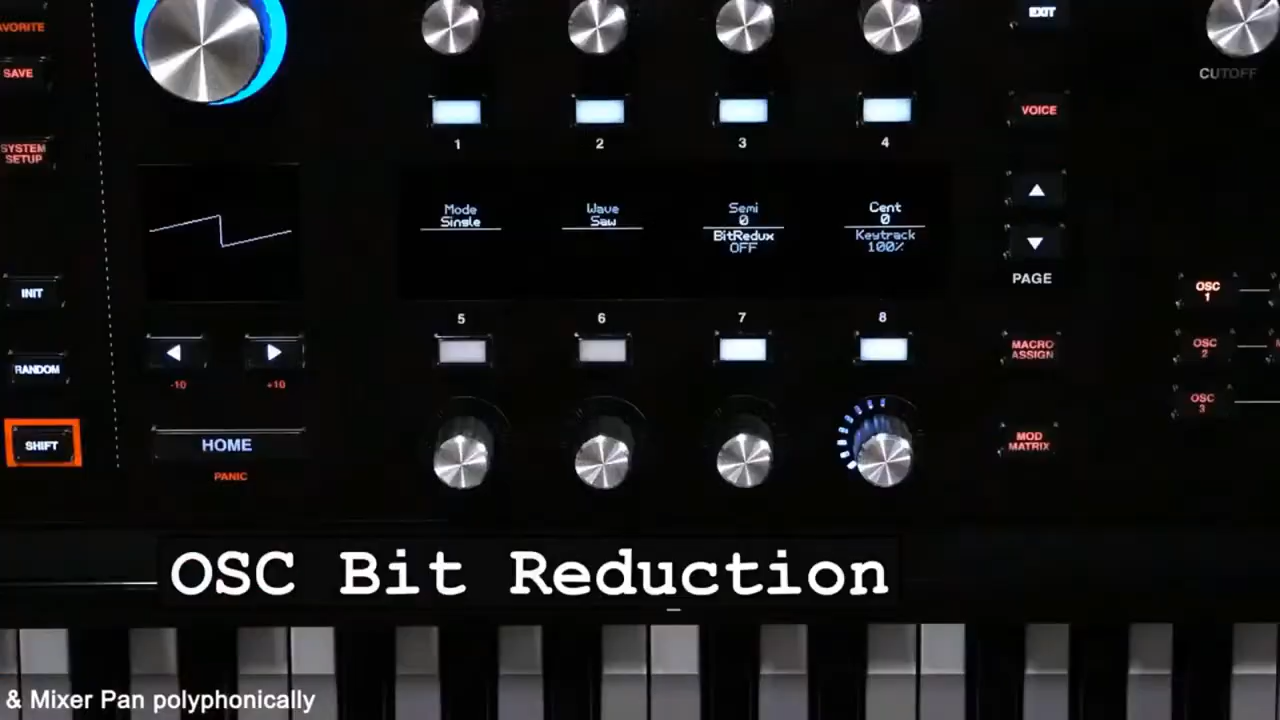 AVORITE
EXIT
SAVE
CUTOFF
VOICE
1
2
3
4
SYSTEM
SETUP
Mode
Single
Wave
Saw
Semi
0
BitRedux
OFF
Cent
0
Keytrack
100%
PAGE
INIT
OSC
1
5
6
7
8
RANDOM
-10
+10
MACRO
ASSIGN
OSC
2
OSC
3
SHIFT
HOME
PANIC
MOD
MATRIX
OSC Bit Reduction
& Mixer Pan polyphonically